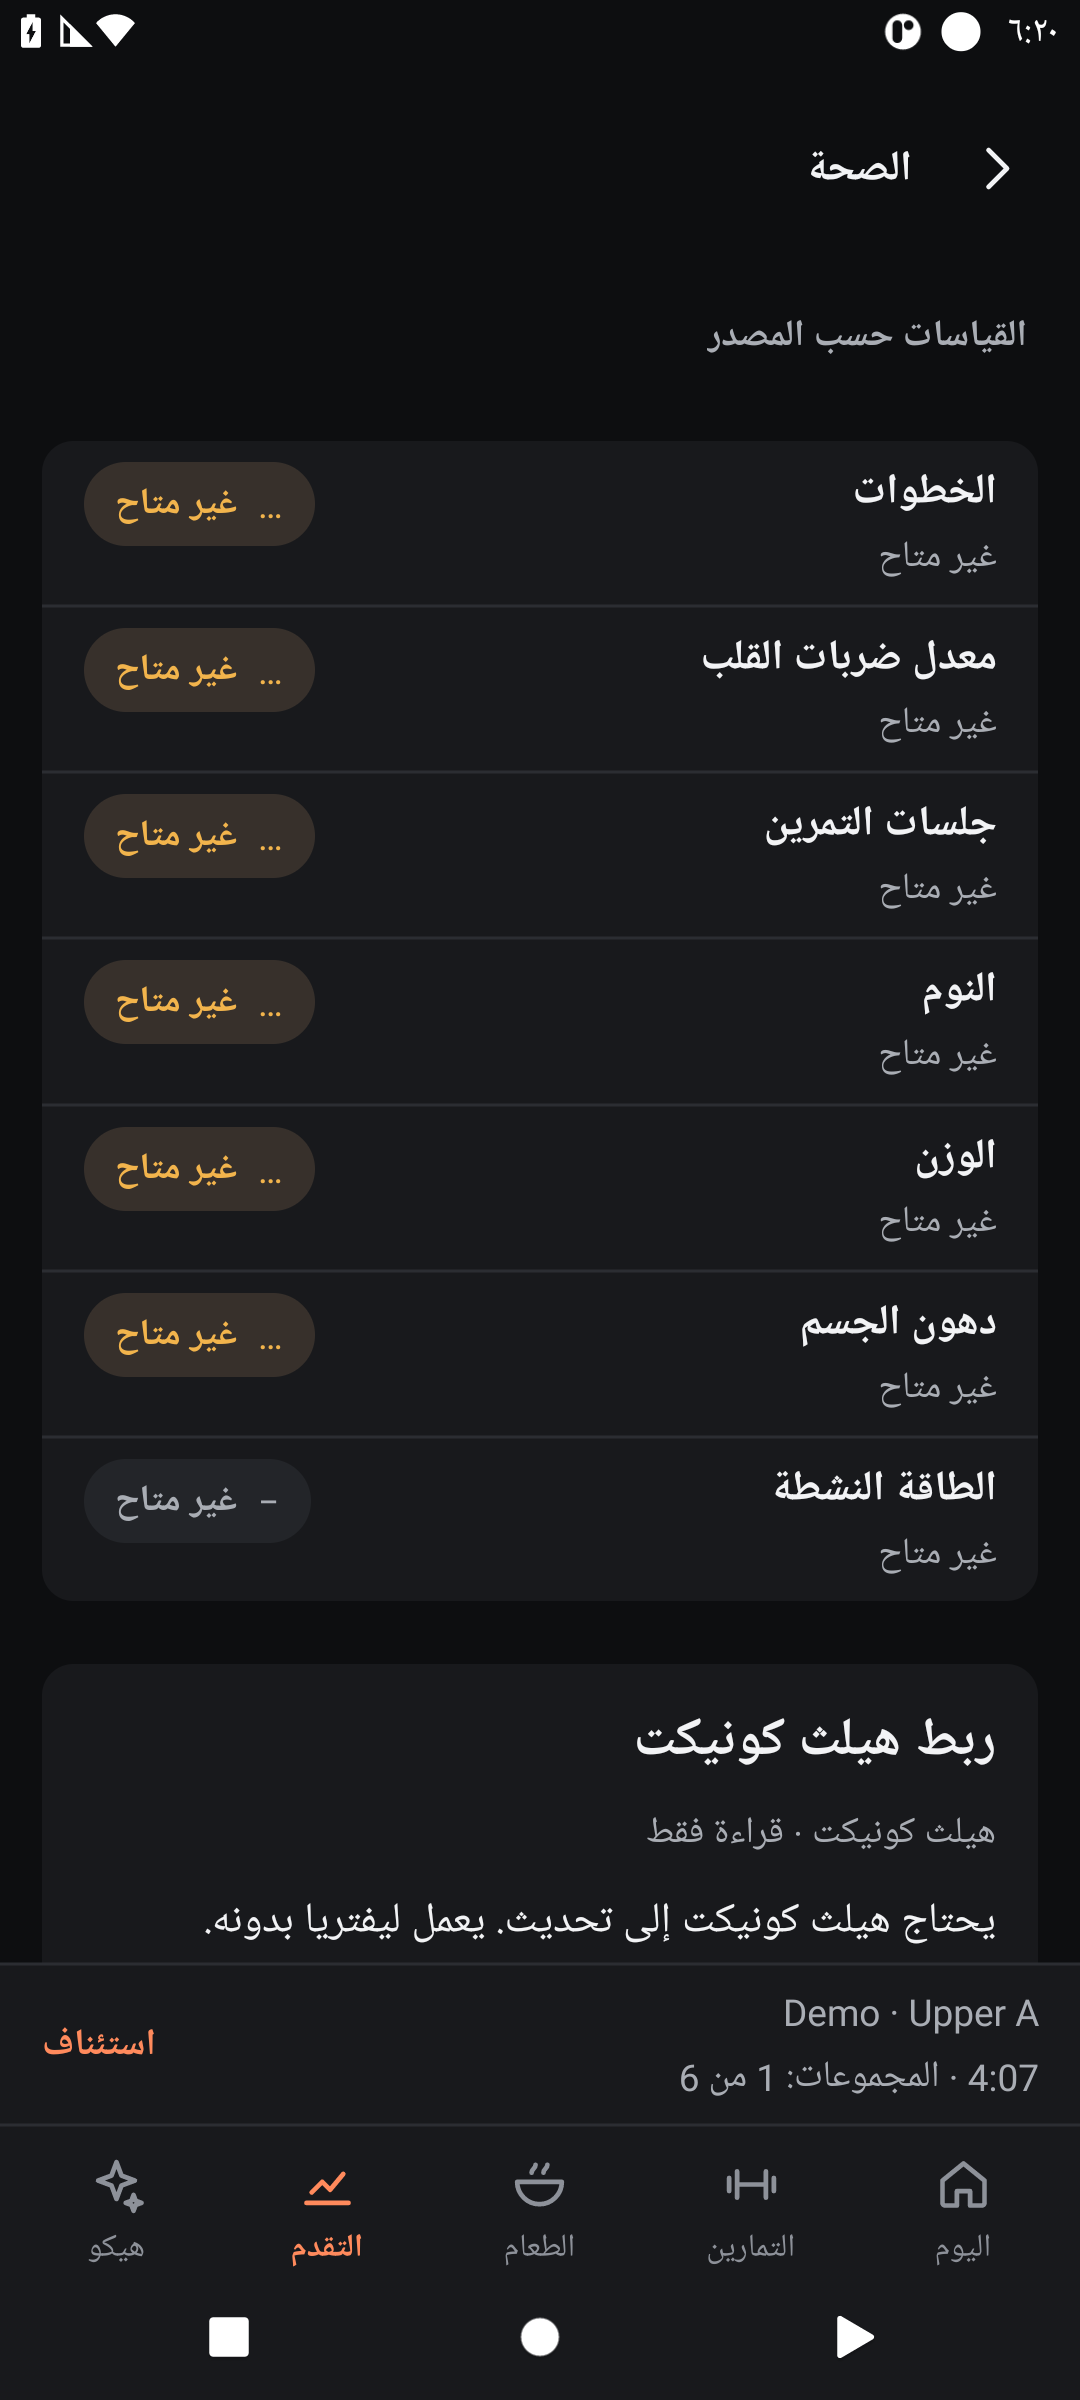 ٦:٢٠
الصحة
القياسات حسب المصدر
الخطوات
غير متاح
... غير متاح
معدل ضربات القلب
غير متاح
... غير متاح
جلسات التمرين
غير متاح
... غير متاح
النوم
غير متاح
... غير متاح
الوزن
غير متاح
... غير متاح
دهون الجسم
غير متاح
... غير متاح
الطاقة النشطة
غير متاح
– غير متاح
ربط هيلث كونيكت
هيلث كونيكت · قراءة فقط
يحتاج هيلث كونيكت إلى تحديث. يعمل ليفتريا بدونه.
Demo · Upper A
4:07 · المجموعات: 1 من 6
استئناف
اليوم
التمارين
الطعام
التقدم
هيكو